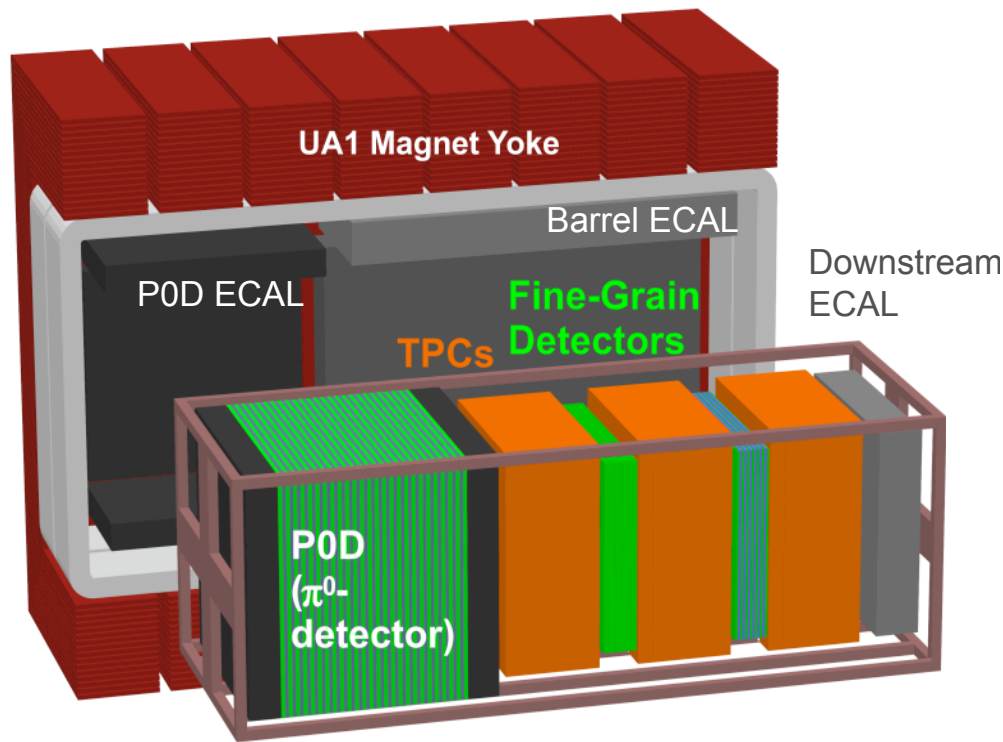 UA1 Magnet Yoke
Barrel ECAL
Downstream
ECAL
P0D ECAL
Fine-Grain
Detectors
TPCs
P0D
(π⁰-
detector)